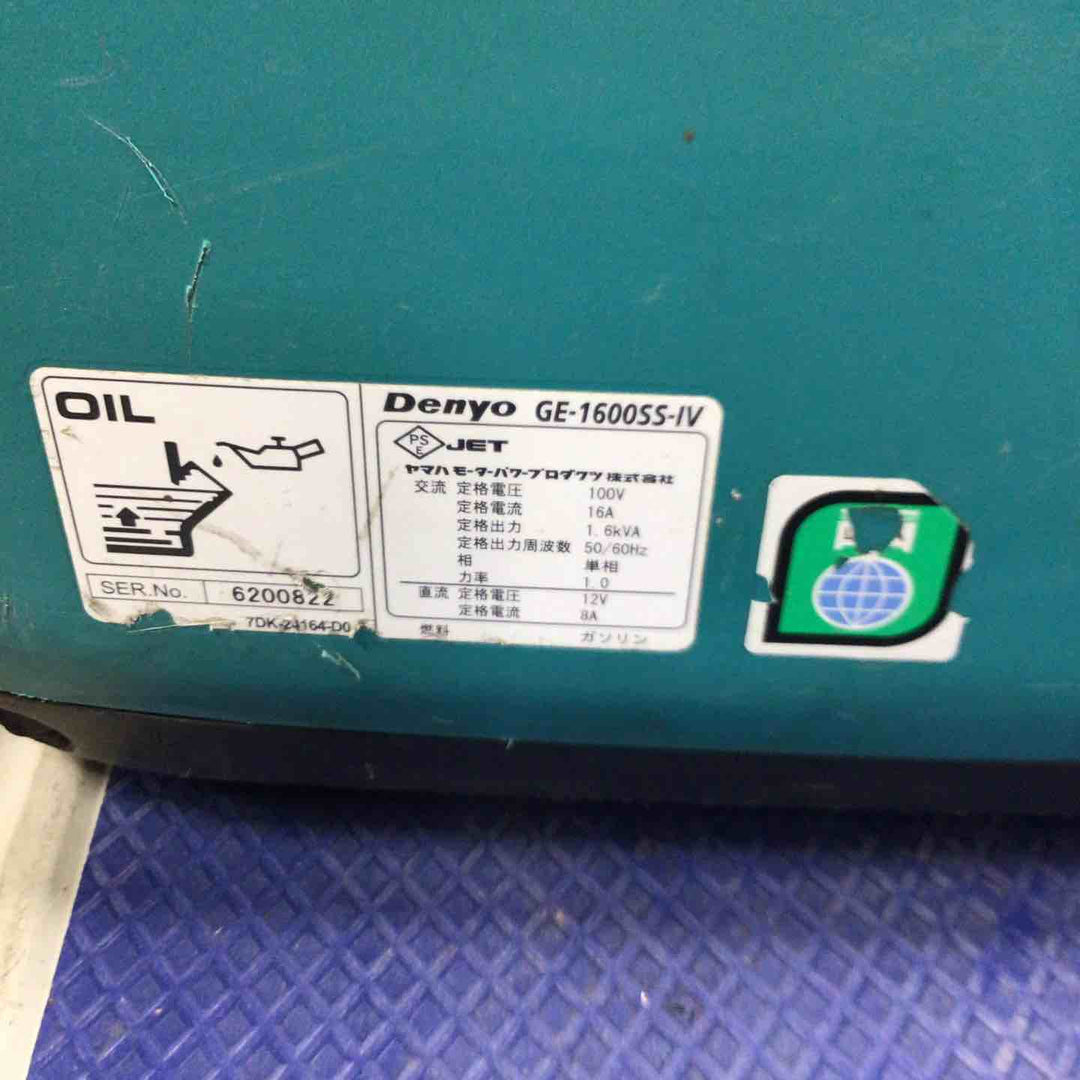 OIL
SER.No. 6200822
7DK-24164-D0
Denyo GE-1600SS-IV
PS E JET
ヤマハモーターパワープロダクツ株式会社
交流 定格電圧 100V
定格電流 16A
定格出力 1.6kVA
定格出力周波数 50/60Hz
相 単相
力率 1.0
直流 定格電圧 12V
定格電流 8A
燃料 ガソリン